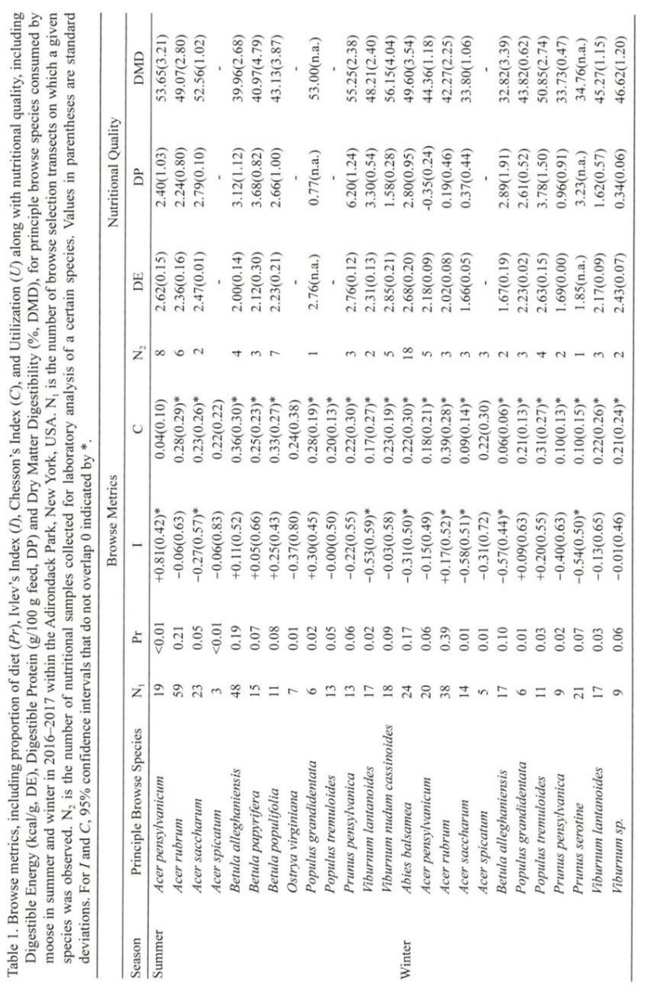 Table 1. Browse metrics, including proportion of diet (Pr), Ivlev's Index (I), Chesson's Index (C), and Utilization (U) along with nutritional quality, including
Digestible Energy (kcal/g, DE), Digestible Protein (g/100 g feed, DP) and Dry Matter Digestibility (%, DMD), for principle browse species consumed by
moose in summer and winter in 2016–2017 within the Adirondack Park, New York, USA. N₁ is the number of browse selection transects on which a given
species was observed. N₂ is the number of nutritional samples collected for laboratory analysis of a certain species. Values in parentheses are standard
deviations. For I and C, 95% confidence intervals that do not overlap 0 indicated by *.
Browse Metrics Nutritional Quality
Season Principle Browse Species N₁ Pr I C N₂ DE DP DMD
Summer Acer pensylvanicum 19 <0.01 +0.81(0.42)* 0.04(0.10) 8 2.62(0.15) 2.40(1.03) 53.65(3.21)
Acer rubrum 59 0.21 −0.06(0.63) 0.28(0.29)* 6 2.36(0.16) 2.24(0.80) 49.07(2.80)
Acer saccharum 23 0.05 −0.27(0.57)* 0.23(0.26)* 2 2.47(0.01) 2.79(0.10) 52.56(1.02)
Acer spicatum 3 <0.01 −0.06(0.83) 0.22(0.22) - - -
Betula alleghaniensis 48 0.19 +0.11(0.52) 0.36(0.30)* 4 2.00(0.14) 3.12(1.12) 39.96(2.68)
Betula papyrifera 15 0.07 +0.05(0.66) 0.25(0.23)* 3 2.12(0.30) 3.68(0.82) 40.97(4.79)
Betula populifolia 11 0.08 +0.25(0.43) 0.33(0.27)* 7 2.23(0.21) 2.66(1.00) 43.13(3.87)
Ostrya virginiana 7 0.01 −0.37(0.80) 0.24(0.38) - - -
Populus grandidentata 6 0.02 +0.30(0.45) 0.28(0.19)* 1 2.76(n.a.) 0.77(n.a.) 53.00(n.a.)
Populus tremuloides 13 0.05 −0.00(0.50) 0.20(0.13)* - - -
Prunus pensylvanica 13 0.06 −0.22(0.55) 0.22(0.30)* 3 2.76(0.12) 6.20(1.24) 55.25(2.38)
Viburnum lantanoides 17 0.02 −0.53(0.59)* 0.17(0.27)* 2 2.31(0.13) 3.30(0.54) 48.21(2.40)
Viburnum nudum cassinoides 18 0.09 −0.03(0.58) 0.23(0.19)* 5 2.85(0.21) 1.58(0.28) 56.15(4.04)
Winter Abies balsamea 24 0.17 −0.31(0.50)* 0.22(0.30)* 18 2.68(0.20) 2.80(0.95) 49.60(3.54)
Acer pensylvanicum 20 0.06 −0.15(0.49) 0.18(0.21)* 5 2.18(0.09) -0.35(0.24) 44.36(1.18)
Acer rubrum 38 0.39 +0.17(0.52)* 0.39(0.28)* 3 2.02(0.08) 0.19(0.46) 42.27(2.25)
Acer saccharum 14 0.01 −0.58(0.51)* 0.09(0.14)* 3 1.66(0.05) 0.37(0.44) 33.80(1.06)
Acer spicatum 5 0.01 −0.31(0.72) 0.22(0.30) 3 - - -
Betula alleghaniensis 17 0.10 −0.57(0.44)* 0.06(0.06)* 2 1.67(0.19) 2.89(1.91) 32.82(3.39)
Populus grandidentata 6 0.01 +0.09(0.63) 0.21(0.13)* 3 2.23(0.02) 2.61(0.52) 43.82(0.62)
Populus tremuloides 11 0.03 +0.20(0.55) 0.31(0.27)* 4 2.63(0.15) 3.78(1.50) 50.85(2.74)
Prunus pensylvanica 9 0.02 −0.40(0.63) 0.10(0.13)* 2 1.69(0.00) 0.96(0.91) 33.73(0.47)
Prunus serotine 21 0.07 −0.54(0.50)* 0.10(0.15)* 1 1.85(n.a.) 3.23(n.a.) 34.76(n.a.)
Viburnum lantanoides 17 0.03 −0.13(0.65) 0.22(0.26)* 3 2.17(0.09) 1.62(0.57) 45.27(1.15)
Viburnum sp. 9 0.06 −0.01(0.46) 0.21(0.24)* 2 2.43(0.07) 0.34(0.06) 46.62(1.20)